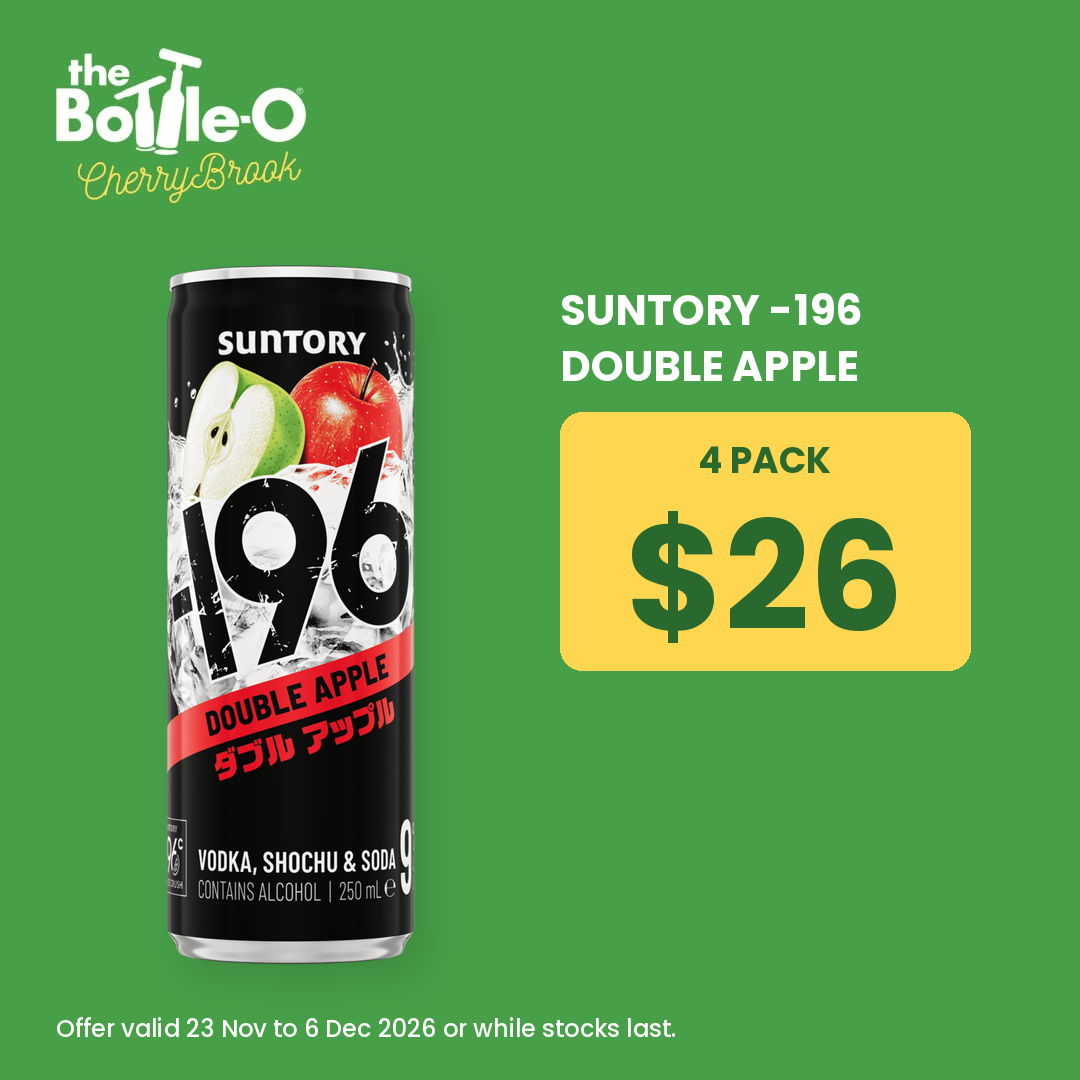 the
Bottle-O®
CherryBrook
SUNTORY
-196
DOUBLE APPLE
ダブル アップル
VODKA, SHOCHU & SODA
CONTAINS ALCOHOL | 250 mL ℮
9
SUNTORY -196
DOUBLE APPLE
4 PACK
$26
Offer valid 23 Nov to 6 Dec 2026 or while stocks last.